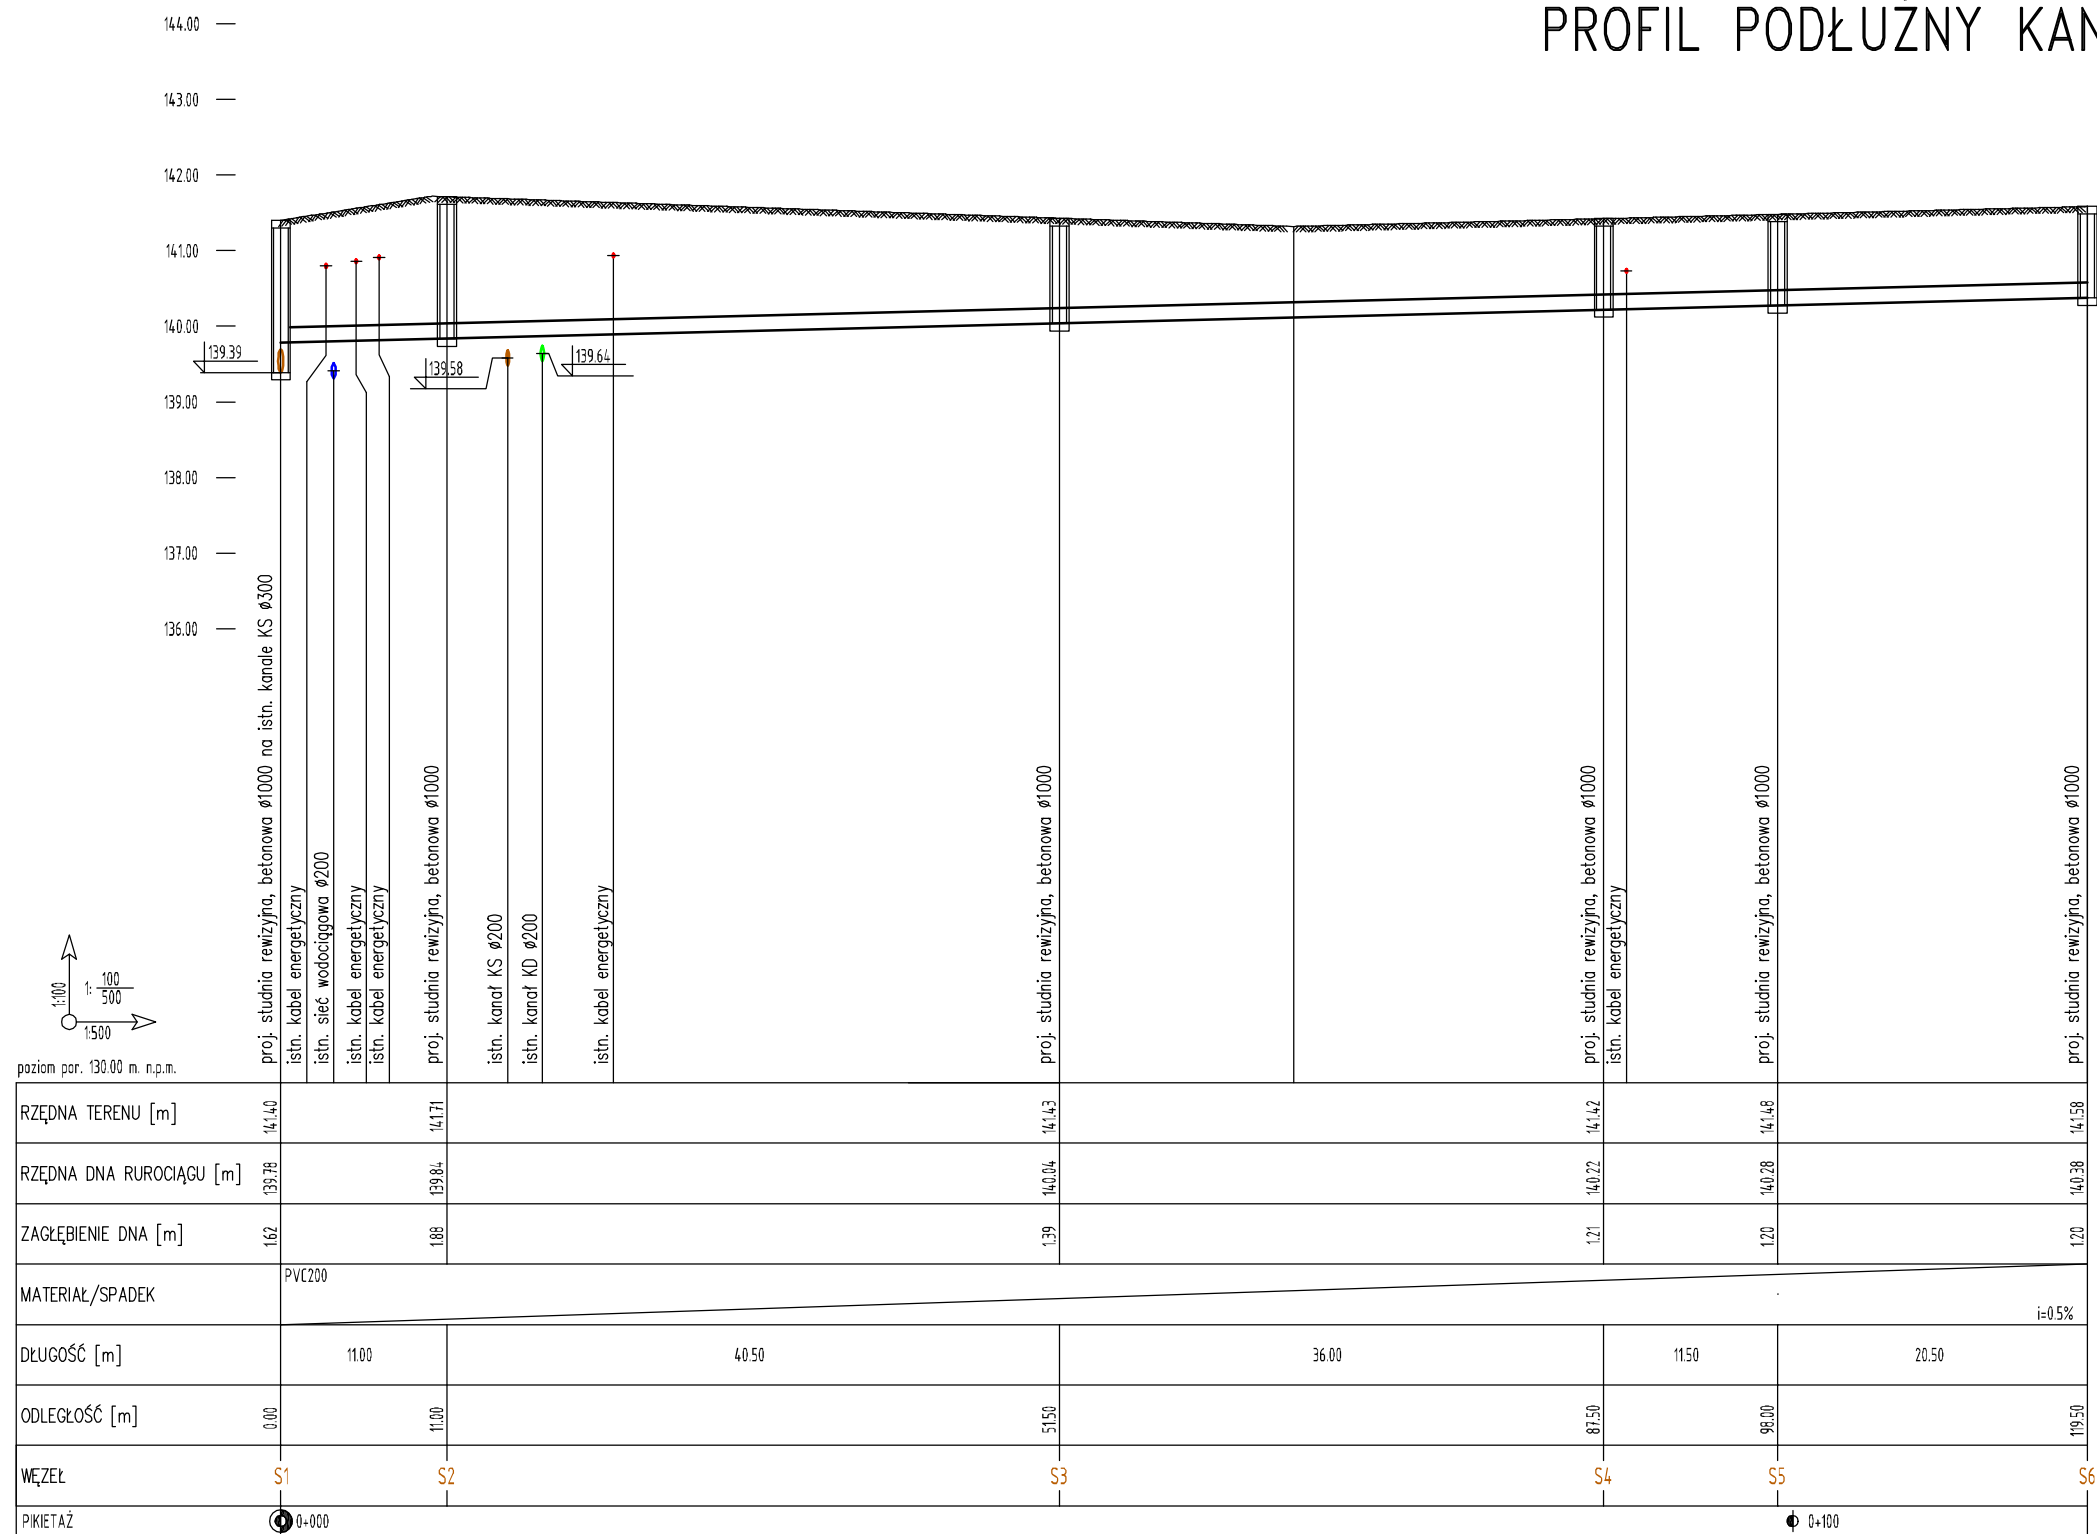 PROFIL PODŁUŻNY KAN
144.00
143.00
142.00
141.00
140.00
139.00
138.00
137.00
136.00
139.39
139.58
139.64
proj. studnia rewizyjna, betonowa ø1000 na istn. kanale KS ø300
istn. kabel energetyczny
istn. sieć wodociągowa ø200
istn. kabel energetyczny
istn. kabel energetyczny
proj. studnia rewizyjna, betonowa ø1000
istn. kanał KS ø200
istn. kanał KD ø200
istn. kabel energetyczny
proj. studnia rewizyjna, betonowa ø1000
proj. studnia rewizyjna, betonowa ø1000
istn. kabel energetyczny
proj. studnia rewizyjna, betonowa ø1000
proj. studnia rewizyjna, betonowa ø1000
1:100
1: 100/500
1:500
poziom por. 130.00 m. n.p.m.
RZĘDNA TERENU [m] 141.40 141.71 141.43 141.42 141.48 141.58
RZĘDNA DNA RUROCIĄGU [m] 139.78 139.84 140.04 140.22 140.28 140.38
ZAGŁĘBIENIE DNA [m] 1.62 1.88 1.39 1.21 1.20 1.20
MATERIAŁ/SPADEK PVC200 i=0.5%
DŁUGOŚĆ [m] 11.00 40.50 36.00 11.50 20.50
ODLEGŁOŚĆ [m] 0.00 11.00 51.50 87.50 98.00 119.50
WĘZEŁ S1 S2 S3 S4 S5 S6
PIKIETAŻ 0+000 0+100